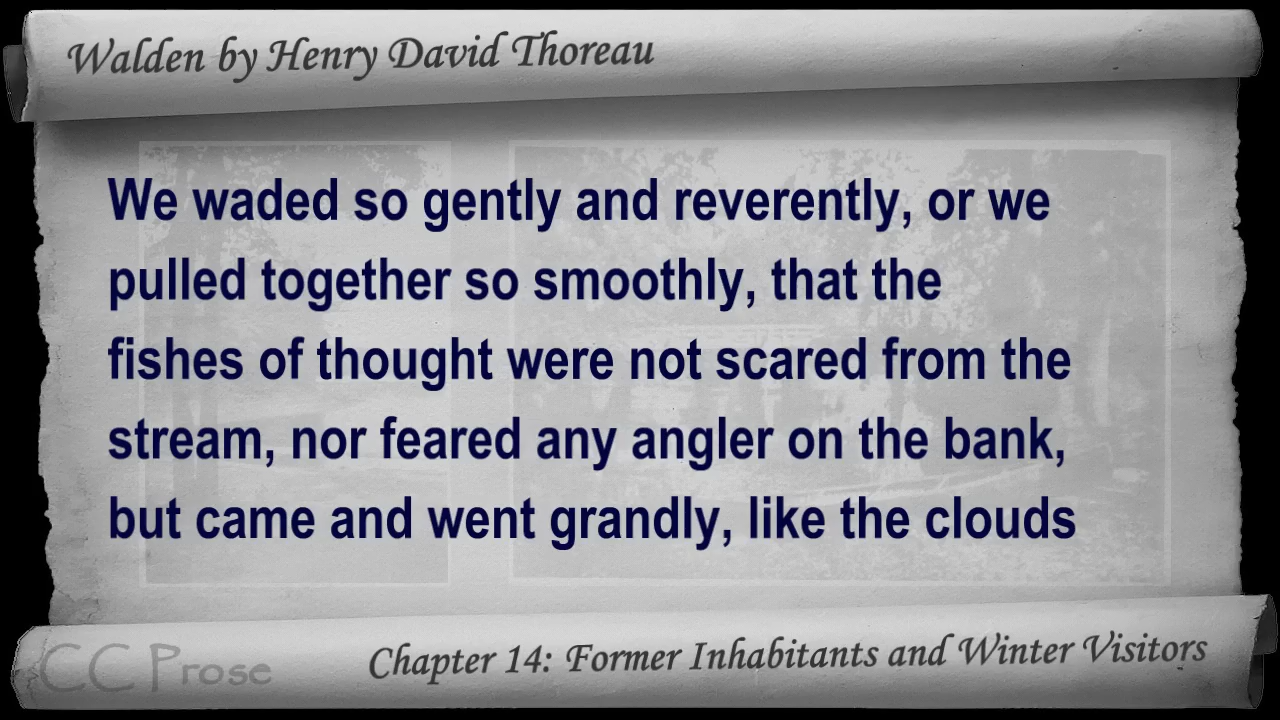 Walden by Henry David Thoreau
We waded so gently and reverently, or we
pulled together so smoothly, that the
fishes of thought were not scared from the
stream, nor feared any angler on the bank,
but came and went grandly, like the clouds
CC Prose
Chapter 14: Former Inhabitants and Winter Visitors